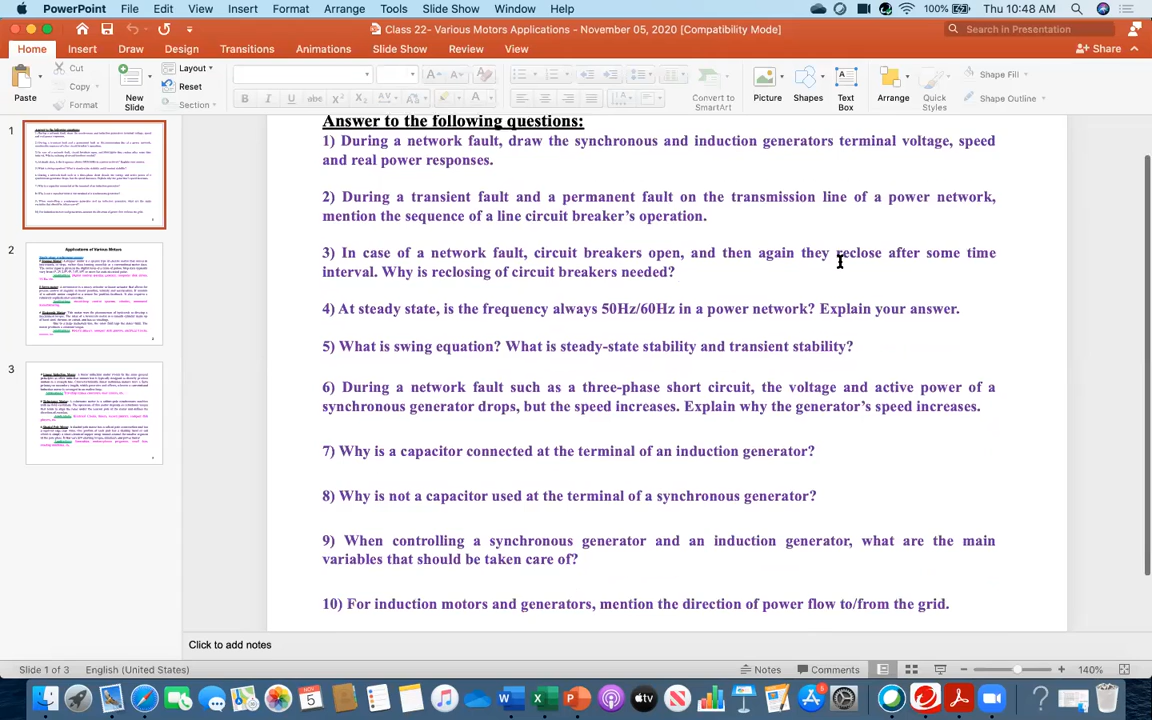 PowerPoint File Edit View Insert Format Arrange Tools Slide Show Window Help 100% Thu 10:48 AM
Class 22- Various Motors Applications - November 05, 2020 [Compatibility Mode]
Search in Presentation
Home Insert Draw Design Transitions Animations Slide Show Review View
Share
Paste
Cut
Copy
Format
New Slide
Layout
Reset
Section
Convert to SmartArt
Picture
Shapes
Text Box
Arrange
Quick Styles
Shape Fill
Shape Outline
1
2
Applications of Various Motors
3
Answer to the following questions:
1) During a network fault, draw the synchronous and induction generators terminal voltage, speed
and real power responses.
2) During a transient fault and a permanent fault on the transmission line of a power network,
mention the sequence of a line circuit breaker's operation.
3) In case of a network fault, circuit breakers open, and then again they reclose after some time
interval. Why is reclosing of circuit breakers needed?
4) At steady state, is the frequency always 50Hz/60Hz in a power network? Explain your answer.
5) What is swing equation? What is steady-state stability and transient stability?
6) During a network fault such as a three-phase short circuit, the voltage and active power of a
synchronous generator drops, but the speed increases. Explain why the generator's speed increases.
7) Why is a capacitor connected at the terminal of an induction generator?
8) Why is not a capacitor used at the terminal of a synchronous generator?
9) When controlling a synchronous generator and an induction generator, what are the main
variables that should be taken care of?
10) For induction motors and generators, mention the direction of power flow to/from the grid.
Click to add notes
Slide 1 of 3 English (United States) Notes Comments 140%